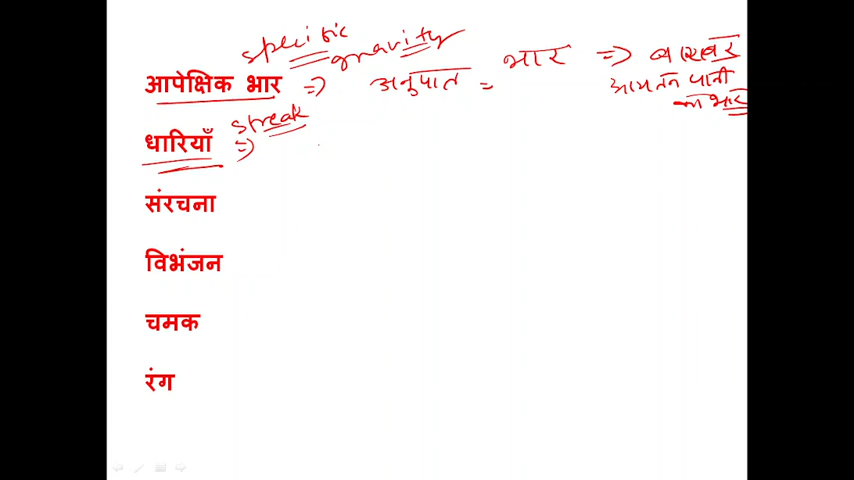 specific gravity
आपेक्षिक भार => अनुपात = भार => बराबर
आयतन पानी
का भार
streak
धारियाँ =>
संरचना
विभंजन
चमक
रंग